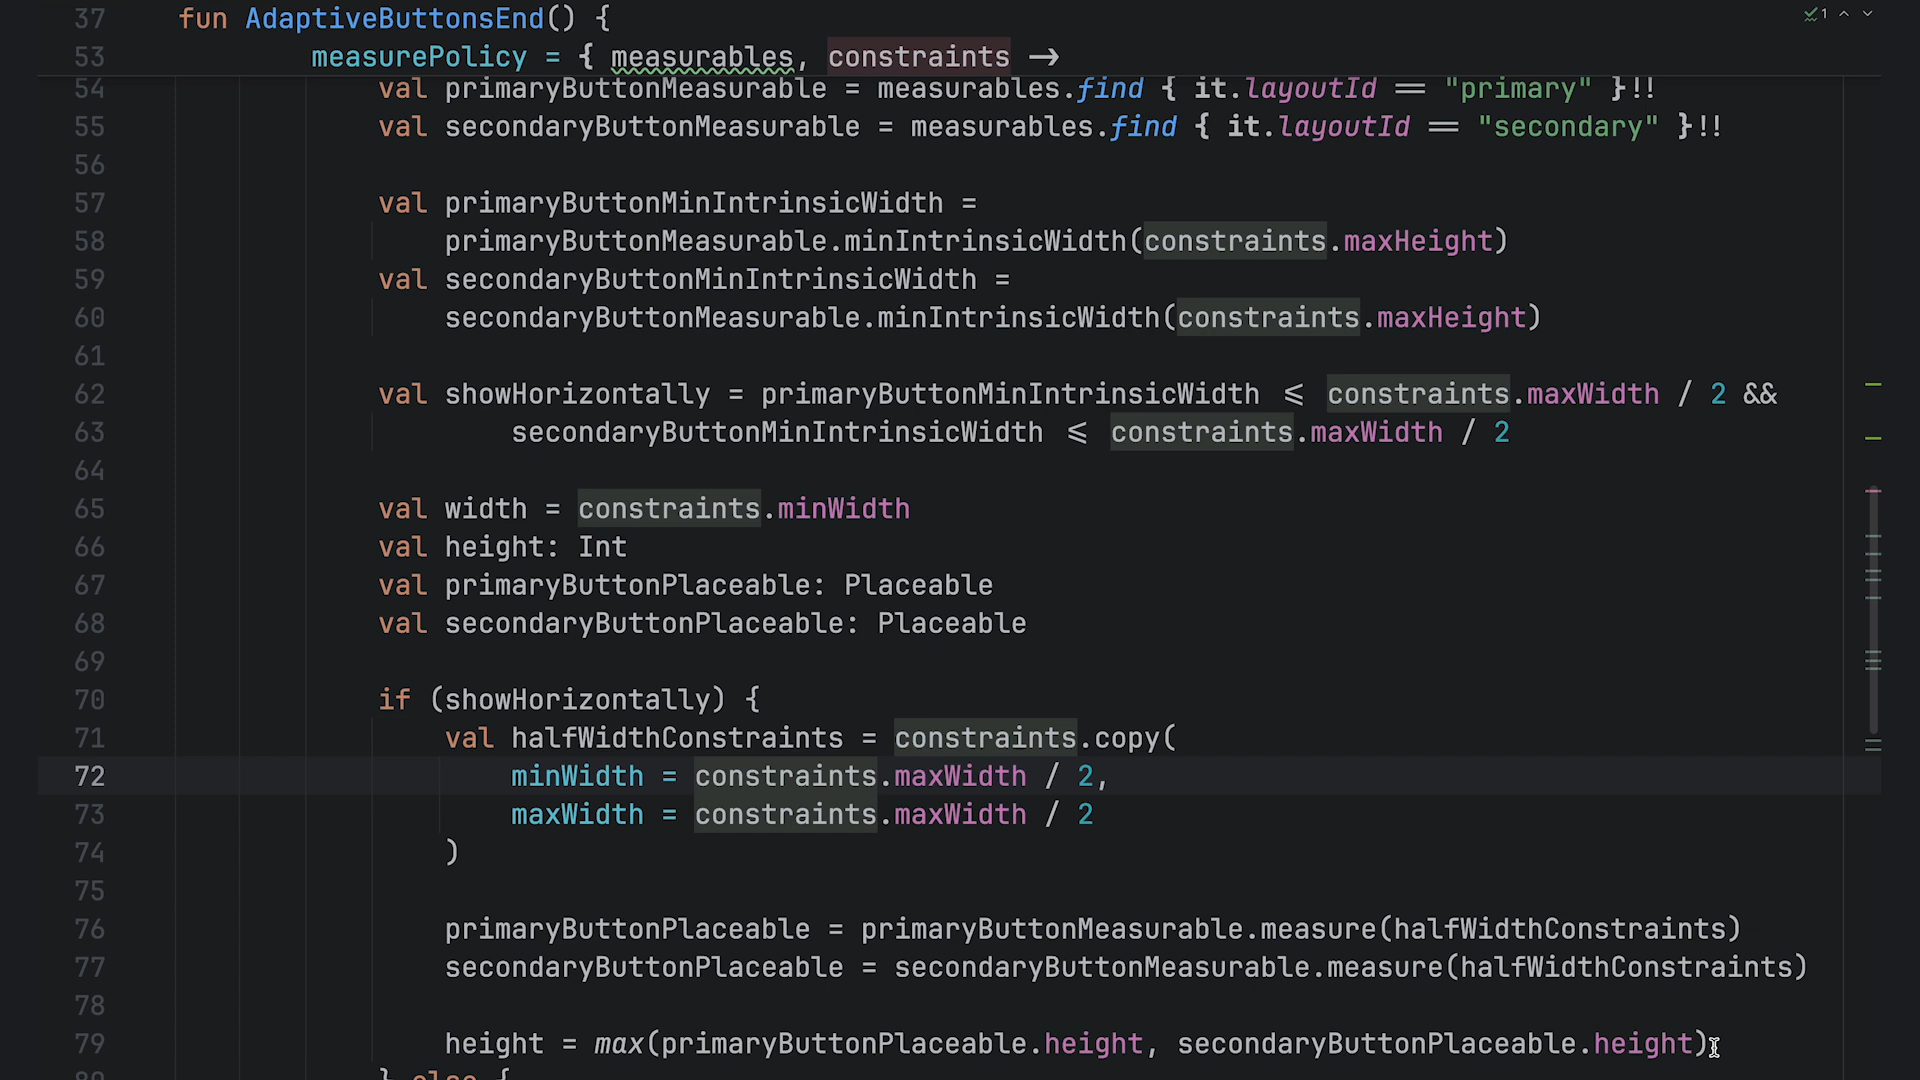 37 fun AdaptiveButtonsEnd() {
1
53 measurePolicy = { measurables, constraints →
54 val primaryButtonMeasurable = measurables.find { it.layoutId == "primary" }!!
55 val secondaryButtonMeasurable = measurables.find { it.layoutId == "secondary" }!!
56
57 val primaryButtonMinIntrinsicWidth =
58 primaryButtonMeasurable.minIntrinsicWidth(constraints.maxHeight)
59 val secondaryButtonMinIntrinsicWidth =
60 secondaryButtonMeasurable.minIntrinsicWidth(constraints.maxHeight)
61
62 val showHorizontally = primaryButtonMinIntrinsicWidth ≤ constraints.maxWidth / 2 &&
63 secondaryButtonMinIntrinsicWidth ≤ constraints.maxWidth / 2
64
65 val width = constraints.minWidth
66 val height: Int
67 val primaryButtonPlaceable: Placeable
68 val secondaryButtonPlaceable: Placeable
69
70 if (showHorizontally) {
71 val halfWidthConstraints = constraints.copy(
72 minWidth = constraints.maxWidth / 2,
73 maxWidth = constraints.maxWidth / 2
74 )
75
76 primaryButtonPlaceable = primaryButtonMeasurable.measure(halfWidthConstraints)
77 secondaryButtonPlaceable = secondaryButtonMeasurable.measure(halfWidthConstraints)
78
79 height = max(primaryButtonPlaceable.height, secondaryButtonPlaceable.height)
80 } else {